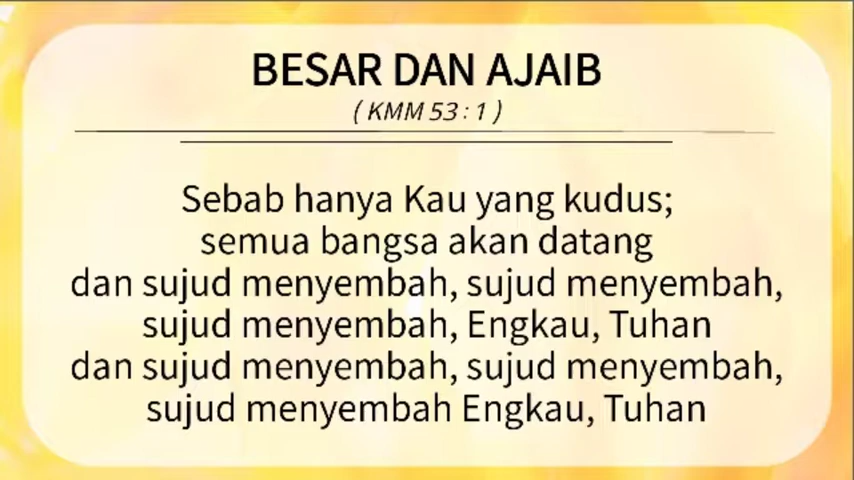 BESAR DAN AJAIB
( KMM 53 : 1 )
Sebab hanya Kau yang kudus;
semua bangsa akan datang
dan sujud menyembah, sujud menyembah,
sujud menyembah, Engkau, Tuhan
dan sujud menyembah, sujud menyembah,
sujud menyembah Engkau, Tuhan